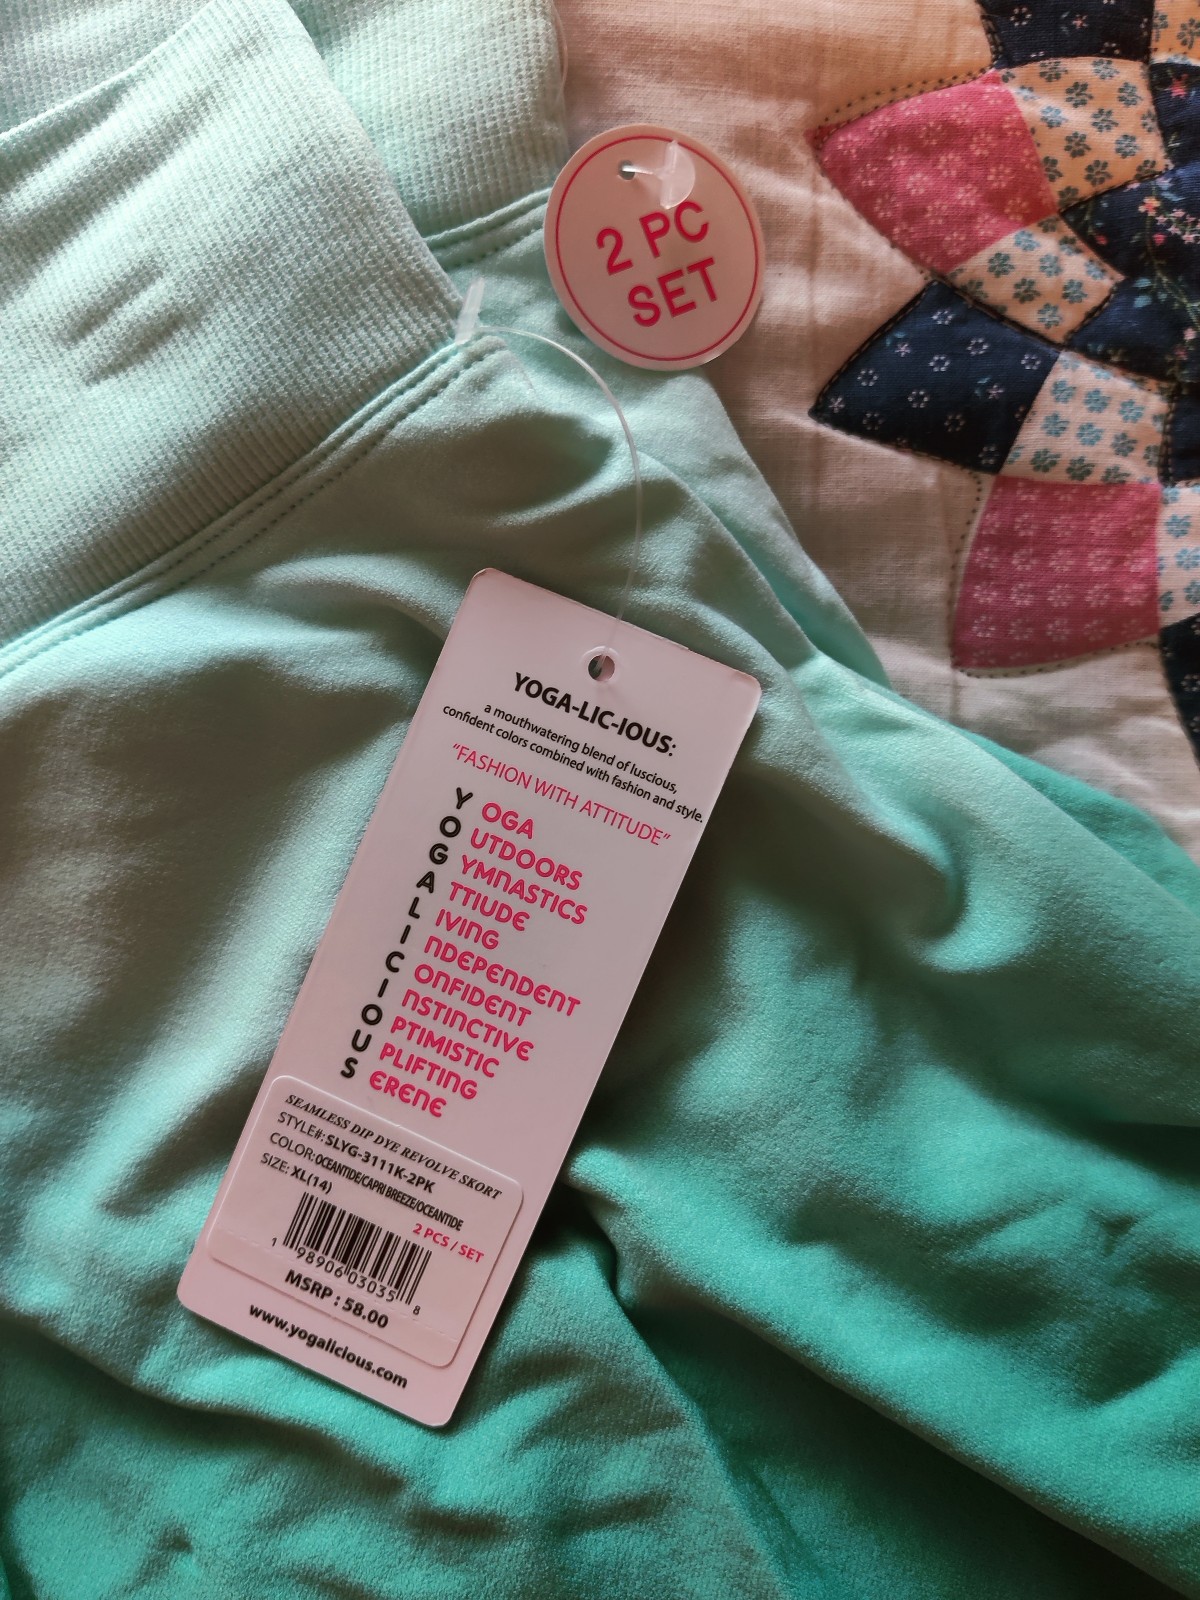 2 PC
SET
YOGA-LIC-IOUS:
a mouthwatering blend of luscious,
confident colors combined with fashion and style.
"FASHION WITH ATTITUDE"
YOGA
OUTDOORS
GYMNASTICS
ATTIUDE
LIVING
INDEPENDENT
CONFIDENT
INSTINCTIVE
OPTIMISTIC
UPLIFTING
SERENE
SEAMLESS DIP DYE REVOLVE SKORT
STYLE#: SLYG-3111K-2PK
COLOR: OCEANTIDE/CAPRI BREEZE/OCEANTIDE
SIZE: XL(14)
2 PCS / SET
1 98906 03035 8
MSRP : 58.00
www.yogalicious.com